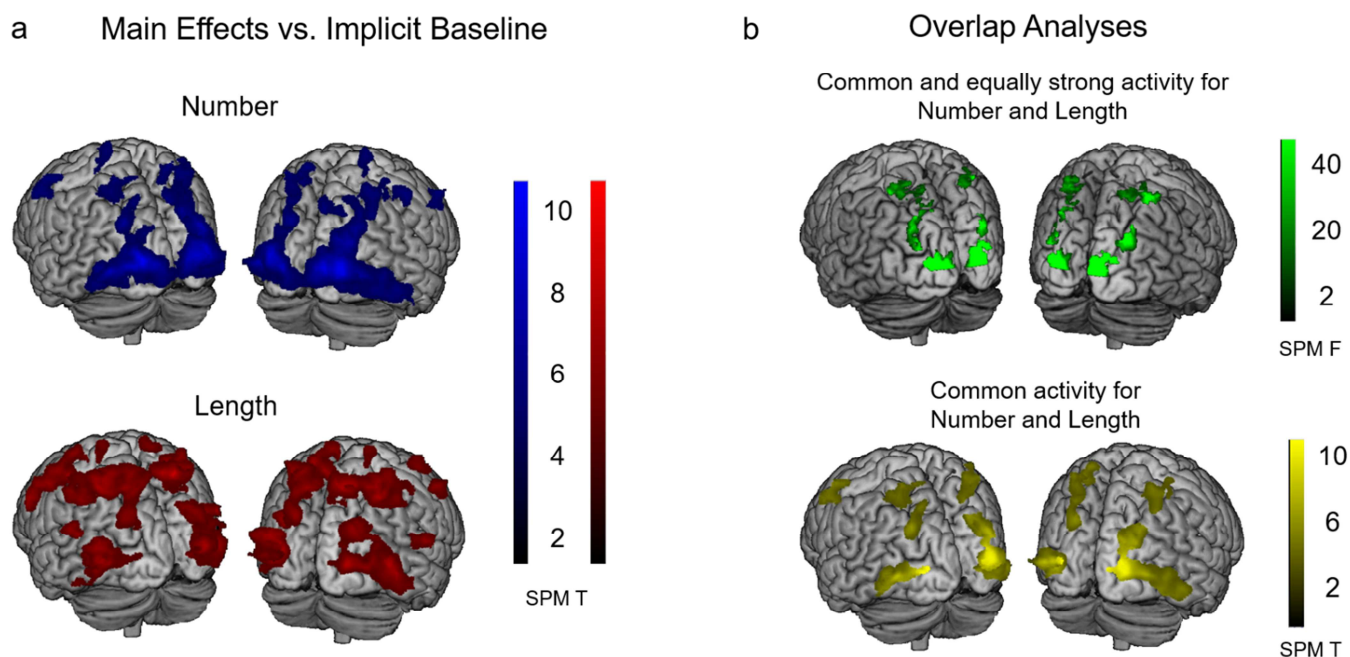 a
Main Effects vs. Implicit Baseline
Number
10
8
6
4
2
SPM T
Length
b
Overlap Analyses
Common and equally strong activity for
Number and Length
40
20
2
SPM F
Common activity for
Number and Length
10
6
2
SPM T